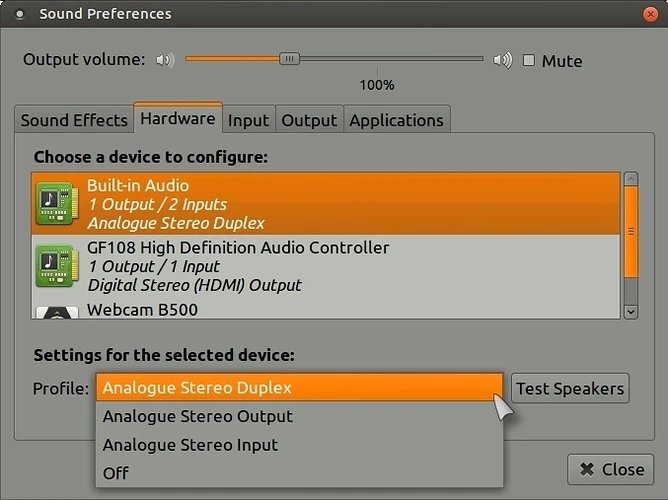 Sound Preferences
Output volume:
Mute
100%
Sound Effects Hardware Input Output Applications
Choose a device to configure:
Built-in Audio
1 Output / 2 Inputs
Analogue Stereo Duplex
GF108 High Definition Audio Controller
1 Output / 1 Input
Digital Stereo (HDMI) Output
Webcam B500
Settings for the selected device:
Profile: Analogue Stereo Duplex Test Speakers
Analogue Stereo Output
Analogue Stereo Input
Off
Close